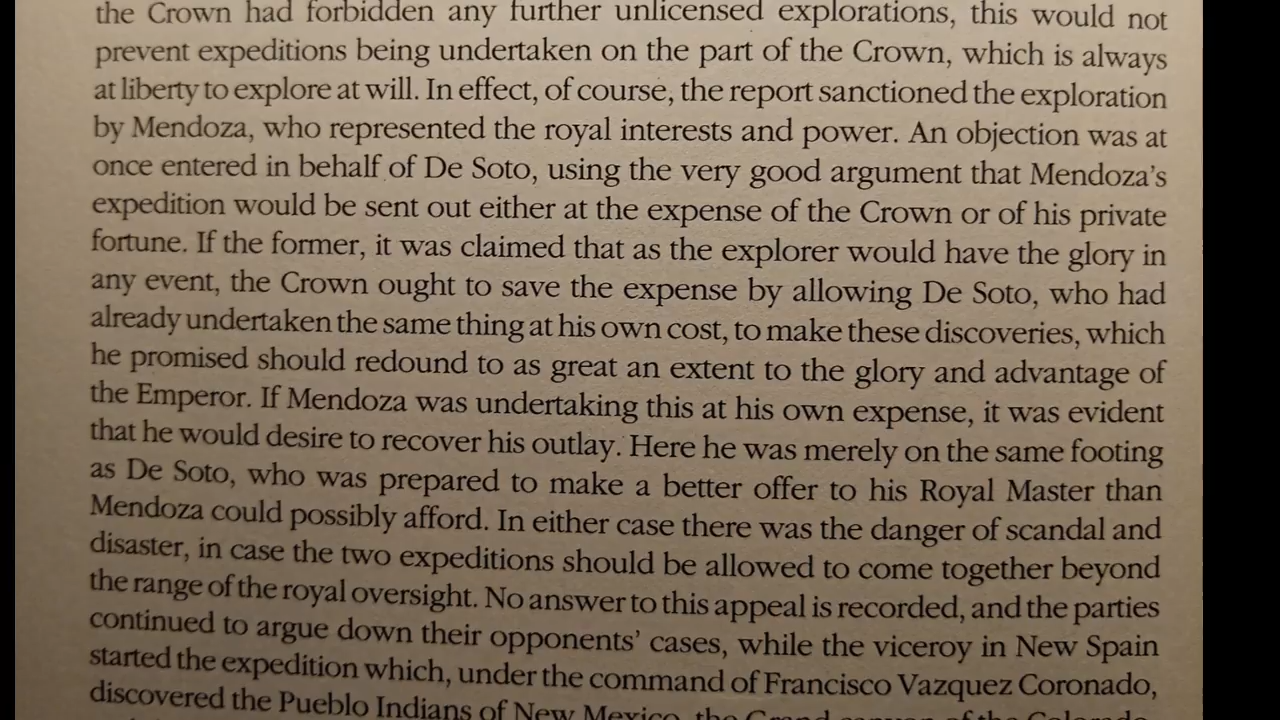 the Crown had forbidden any further unlicensed explorations, this would not
prevent expeditions being undertaken on the part of the Crown, which is always
at liberty to explore at will. In effect, of course, the report sanctioned the exploration
by Mendoza, who represented the royal interests and power. An objection was at
once entered in behalf of De Soto, using the very good argument that Mendoza’s
expedition would be sent out either at the expense of the Crown or of his private
fortune. If the former, it was claimed that as the explorer would have the glory in
any event, the Crown ought to save the expense by allowing De Soto, who had
already undertaken the same thing at his own cost, to make these discoveries, which
he promised should redound to as great an extent to the glory and advantage of
the Emperor. If Mendoza was undertaking this at his own expense, it was evident
that he would desire to recover his outlay. Here he was merely on the same footing
as De Soto, who was prepared to make a better offer to his Royal Master than
Mendoza could possibly afford. In either case there was the danger of scandal and
disaster, in case the two expeditions should be allowed to come together beyond
the range of the royal oversight. No answer to this appeal is recorded, and the parties
continued to argue down their opponents’ cases, while the viceroy in New Spain
started the expedition which, under the command of Francisco Vazquez Coronado,
discovered the Pueblo Indians of New Mexico, the Grand canyon of the Colorado